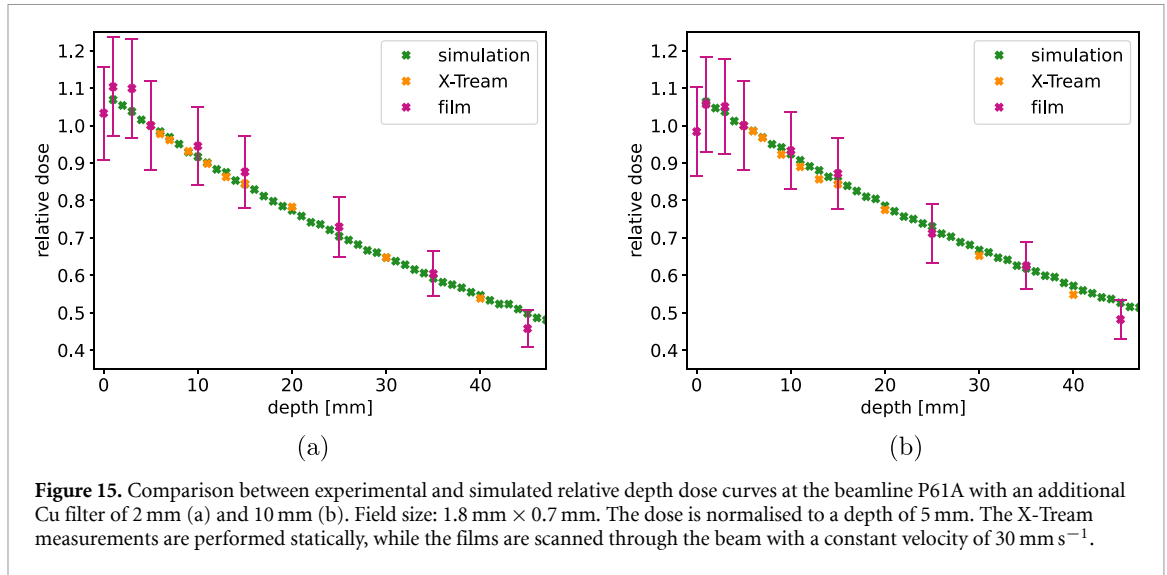 1.2
1.1
1.0
0.9
0.8
0.7
0.6
0.5
0.4
relative dose
simulation
X-Tream
film
0 10 20 30 40
depth [mm]
(a)
1.2
1.1
1.0
0.9
0.8
0.7
0.6
0.5
0.4
relative dose
simulation
X-Tream
film
0 10 20 30 40
depth [mm]
(b)
Figure 15. Comparison between experimental and simulated relative depth dose curves at the beamline P61A with an additional
Cu filter of 2 mm (a) and 10 mm (b). Field size: 1.8 mm × 0.7 mm. The dose is normalised to a depth of 5 mm. The X-Tream
measurements are performed statically, while the films are scanned through the beam with a constant velocity of 30 mm s⁻¹.